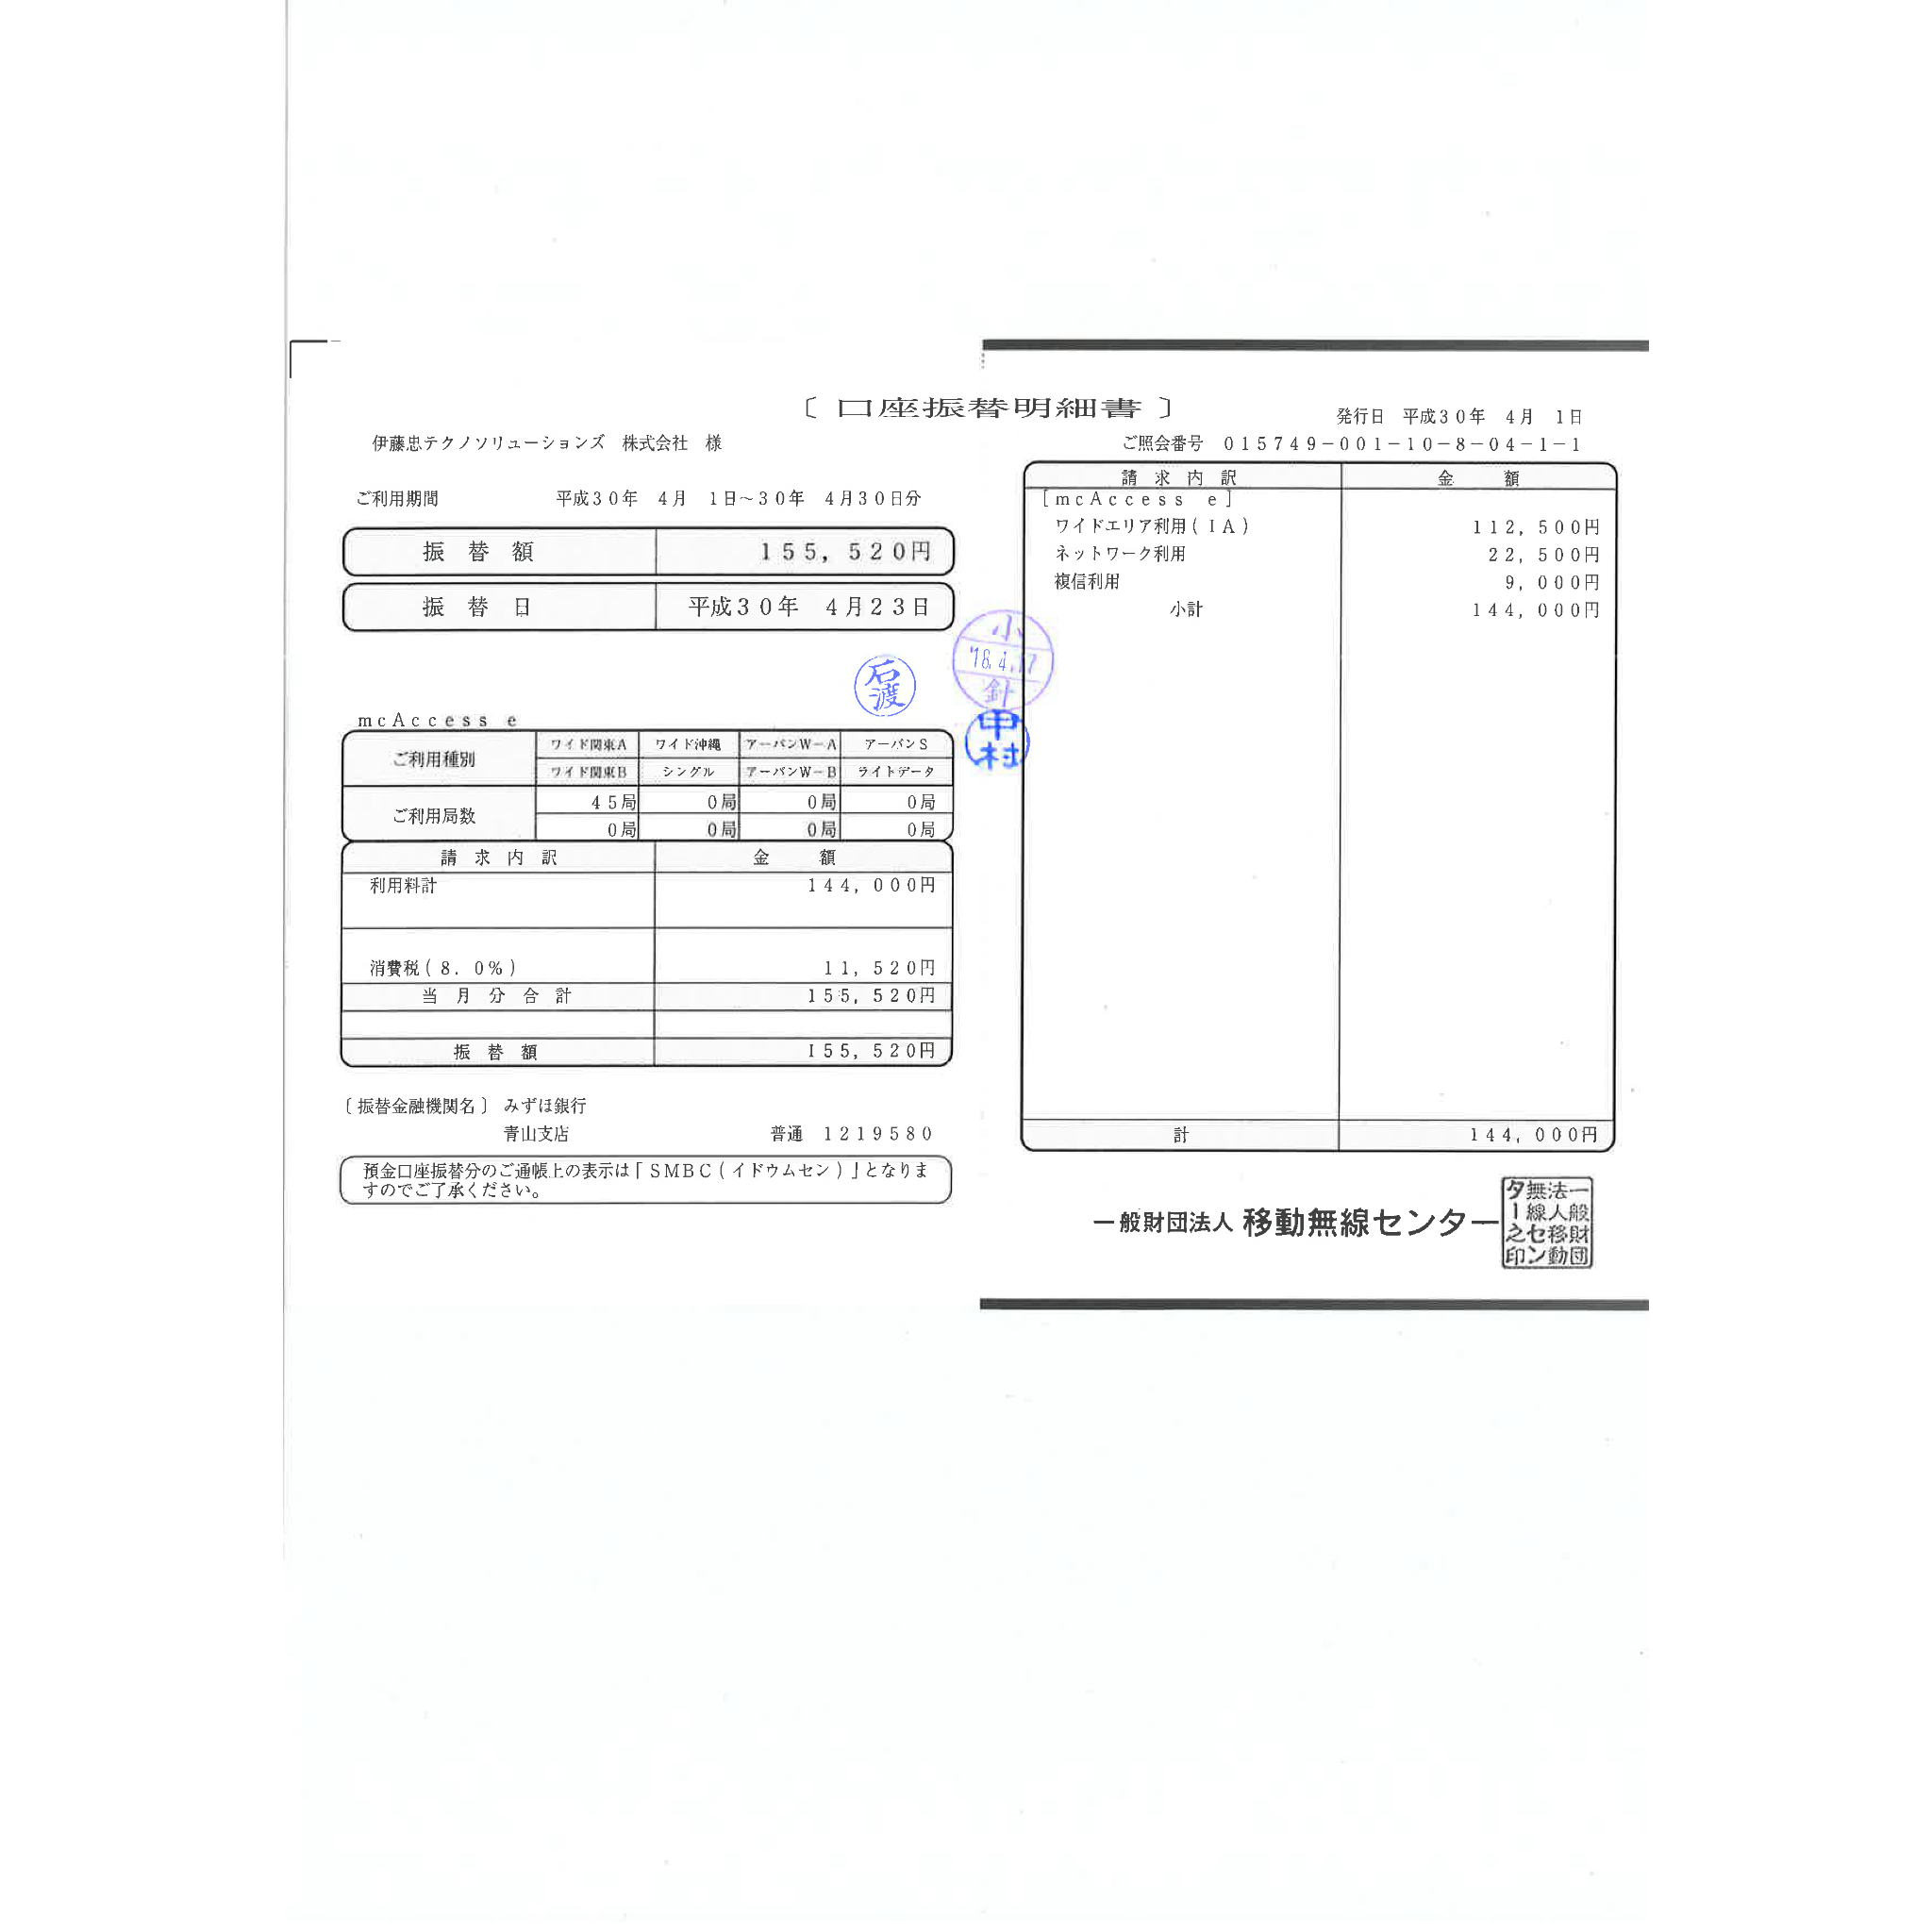 〔 口座振替明細書 〕
発行日 平成30年 4月 1日
伊藤忠テクノソリューションズ 株式会社 様
ご照会番号 015749-001-10-8-04-1-1
ご利用期間 平成30年 4月 1日~30年 4月30日分
振替額 155,520円
振替日 平成30年 4月23日
石渡
小
'18.4.17
針
中村
mcAccess e
ご利用種別 ワイド関東A ワイド沖縄 アーバンW-A アーバンS
ワイド関東B シングル アーバンW-B ライトデータ
ご利用局数 45局 0局 0局 0局
0局 0局 0局 0局
請求内訳 金額
利用料計 144,000円
消費税(8.0%) 11,520円
当月分合計 155,520円
振替額 155,520円
〔振替金融機関名〕 みずほ銀行
青山支店 普通 1219580
預金口座振替分のご通帳上の表示は「SMBC(イドウムセン)」となりま
すのでご了承ください。
請求内訳 金額
[mcAccess e]
ワイドエリア利用(IA) 112,500円
ネットワーク利用 22,500円
複信利用 9,000円
小計 144,000円
計 144,000円
一般財団法人 移動無線センター
一般財団
法人移動
無線セン
ター之印